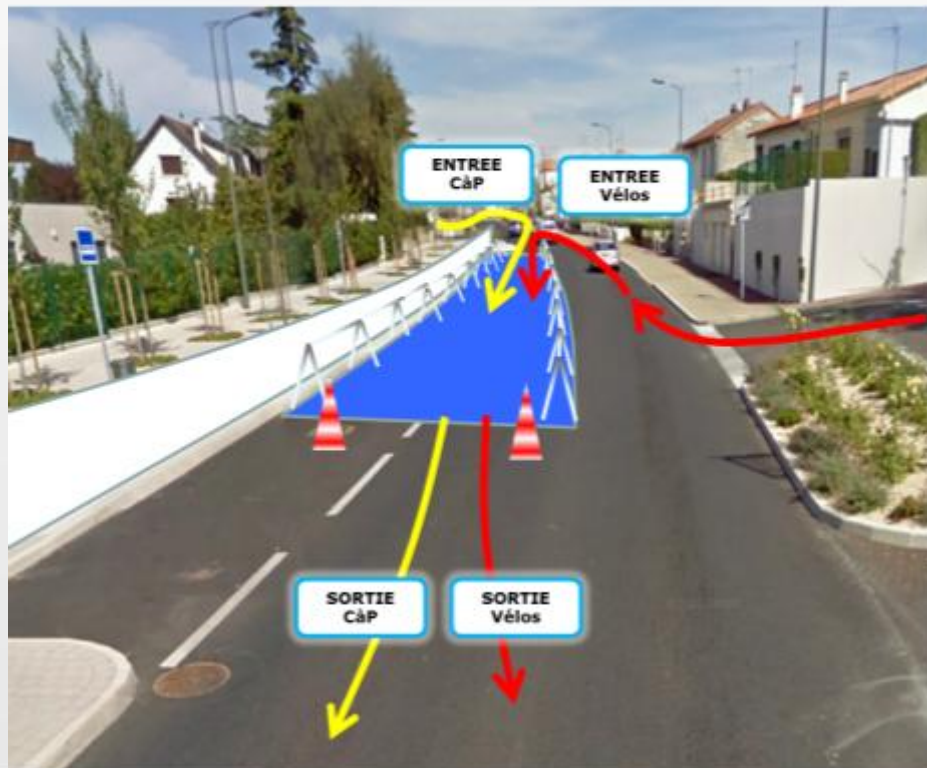 ENTREE
CàP
ENTREE
Vélos
SORTIE
CàP
SORTIE
Vélos